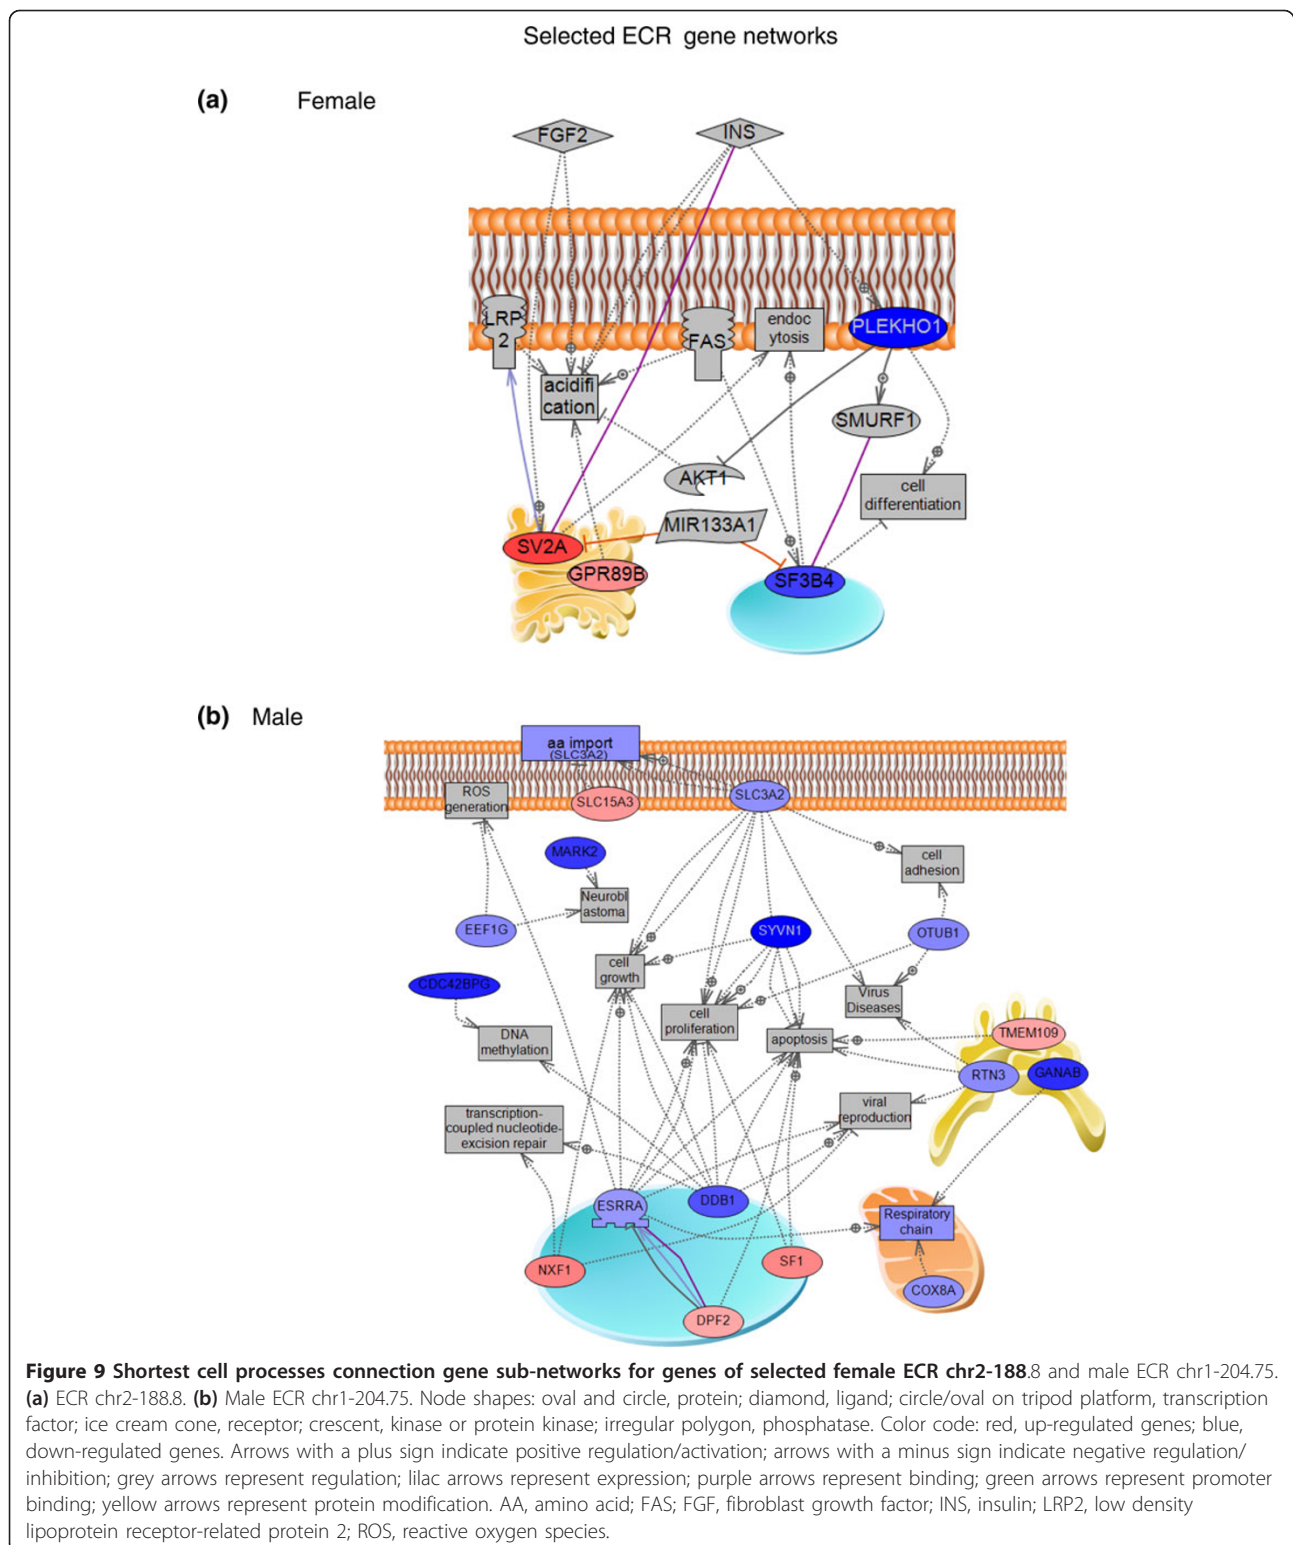 Selected ECR gene networks
(a) Female
FGF2
INS
LRP
2
FAS
endoc
ytosis
PLEKHO1
acidifi
cation
SMURF1
AKT1
cell
differentiation
MIR133A1
SV2A
GPR89B
SF3B4
(b) Male
aa import
(SLC3A2)
ROS
generation
SLC15A3
SLC3A2
MARK2
cell
adhesion
Neurobl
astoma
EEF1G
SYVN1
OTUB1
cell
growth
CDC42BPG
Virus
Diseases
cell
proliferation
DNA
methylation
apoptosis
TMEM109
RTN3
GANAB
viral
reproduction
transcription-
coupled nucleotide-
excision repair
ESRRA
DDB1
Respiratory
chain
NXF1
SF1
COX8A
DPF2
Figure 9 Shortest cell processes connection gene sub-networks for genes of selected female ECR chr2-188.8 and male ECR chr1-204.75.
(a) ECR chr2-188.8. (b) Male ECR chr1-204.75. Node shapes: oval and circle, protein; diamond, ligand; circle/oval on tripod platform, transcription
factor; ice cream cone, receptor; crescent, kinase or protein kinase; irregular polygon, phosphatase. Color code: red, up-regulated genes; blue,
down-regulated genes. Arrows with a plus sign indicate positive regulation/activation; arrows with a minus sign indicate negative regulation/
inhibition; grey arrows represent regulation; lilac arrows represent expression; purple arrows represent binding; green arrows represent promoter
binding; yellow arrows represent protein modification. AA, amino acid; FAS; FGF, fibroblast growth factor; INS, insulin; LRP2, low density
lipoprotein receptor-related protein 2; ROS, reactive oxygen species.